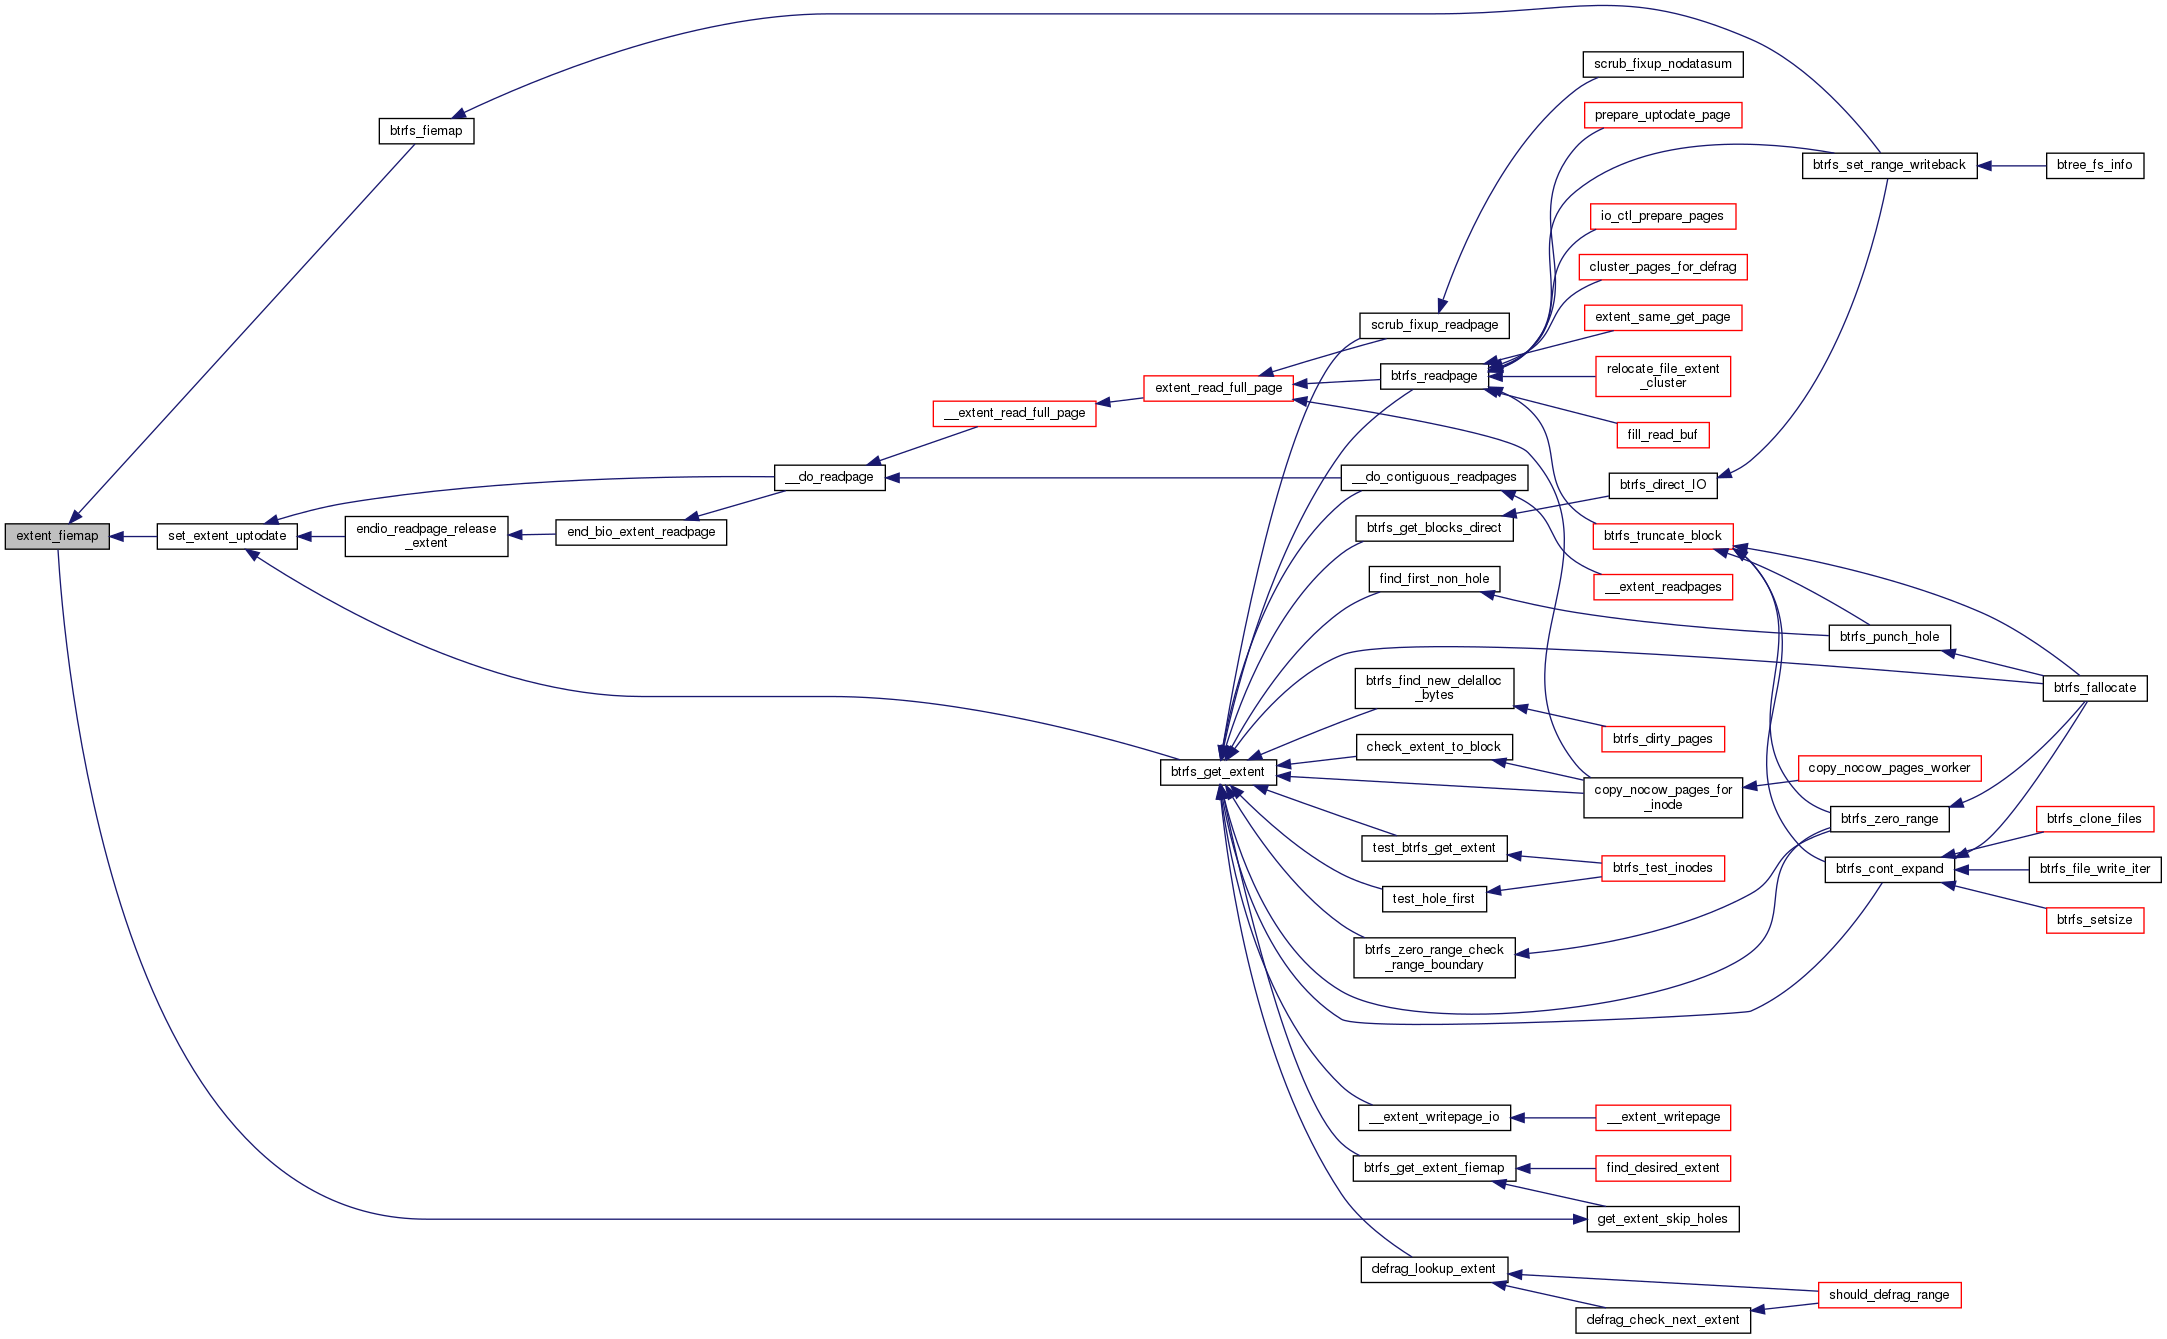 scrub_fixup_nodatasum
prepare_uptodate_page
btrfs_fiemap
btrfs_set_range_writeback
btree_fs_info
io_ctl_prepare_pages
cluster_pages_for_defrag
extent_same_get_page
scrub_fixup_readpage
btrfs_readpage
relocate_file_extent
_cluster
extent_read_full_page
__extent_read_full_page
fill_read_buf
__do_readpage
__do_contiguous_readpages
btrfs_direct_IO
extent_fiemap
set_extent_uptodate
endio_readpage_release
_extent
end_bio_extent_readpage
btrfs_get_blocks_direct
btrfs_truncate_block
find_first_non_hole
__extent_readpages
btrfs_punch_hole
btrfs_find_new_delalloc
_bytes
btrfs_fallocate
btrfs_dirty_pages
check_extent_to_block
btrfs_get_extent
copy_nocow_pages_worker
copy_nocow_pages_for
_inode
btrfs_zero_range
btrfs_clone_files
test_btrfs_get_extent
btrfs_test_inodes
btrfs_cont_expand
btrfs_file_write_iter
test_hole_first
btrfs_setsize
btrfs_zero_range_check
_range_boundary
__extent_writepage_io
__extent_writepage
btrfs_get_extent_fiemap
find_desired_extent
get_extent_skip_holes
defrag_lookup_extent
should_defrag_range
defrag_check_next_extent